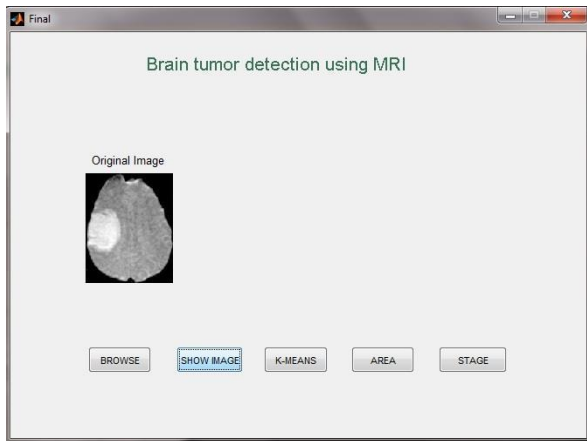 Final
Brain tumor detection using MRI
Original Image
BROWSE
SHOW IMAGE
K-MEANS
AREA
STAGE